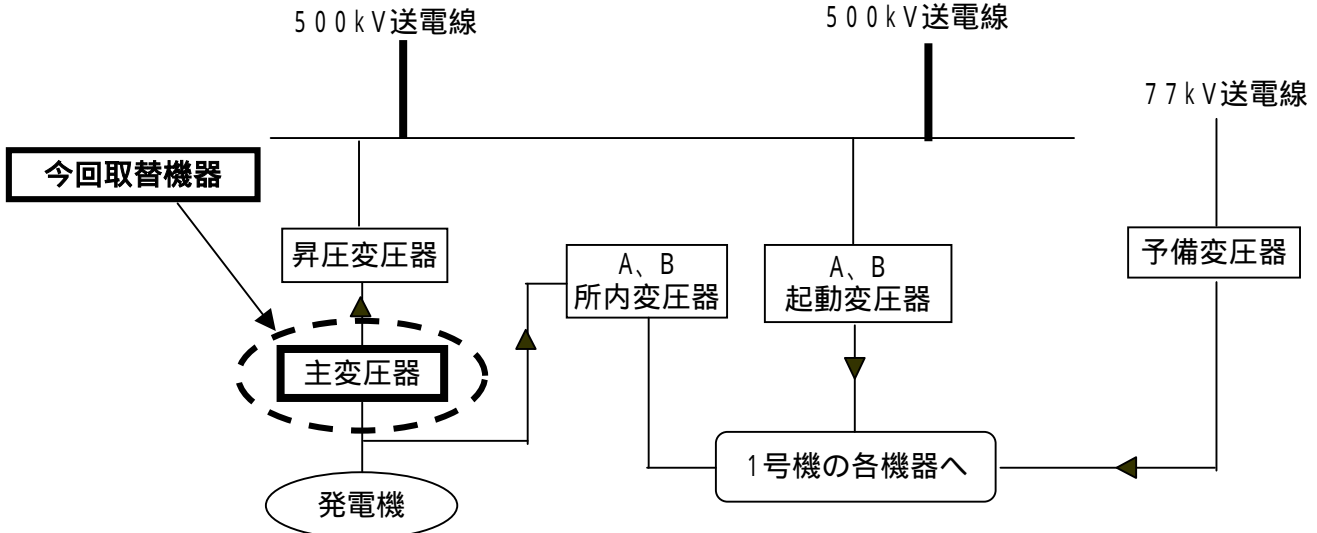 500kV送電線
500kV送電線
77kV送電線
今回取替機器
昇圧変圧器
A、B
所内変圧器
A、B
起動変圧器
予備変圧器
主変圧器
1号機の各機器へ
発電機